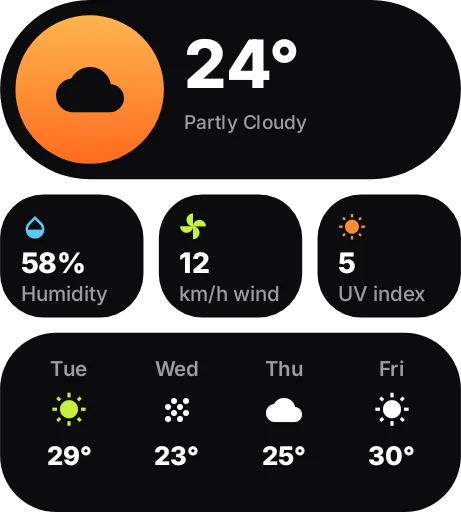 24°
Partly Cloudy
58%
Humidity
12
km/h wind
5
UV index
Tue Wed Thu Fri
29° 23° 25° 30°